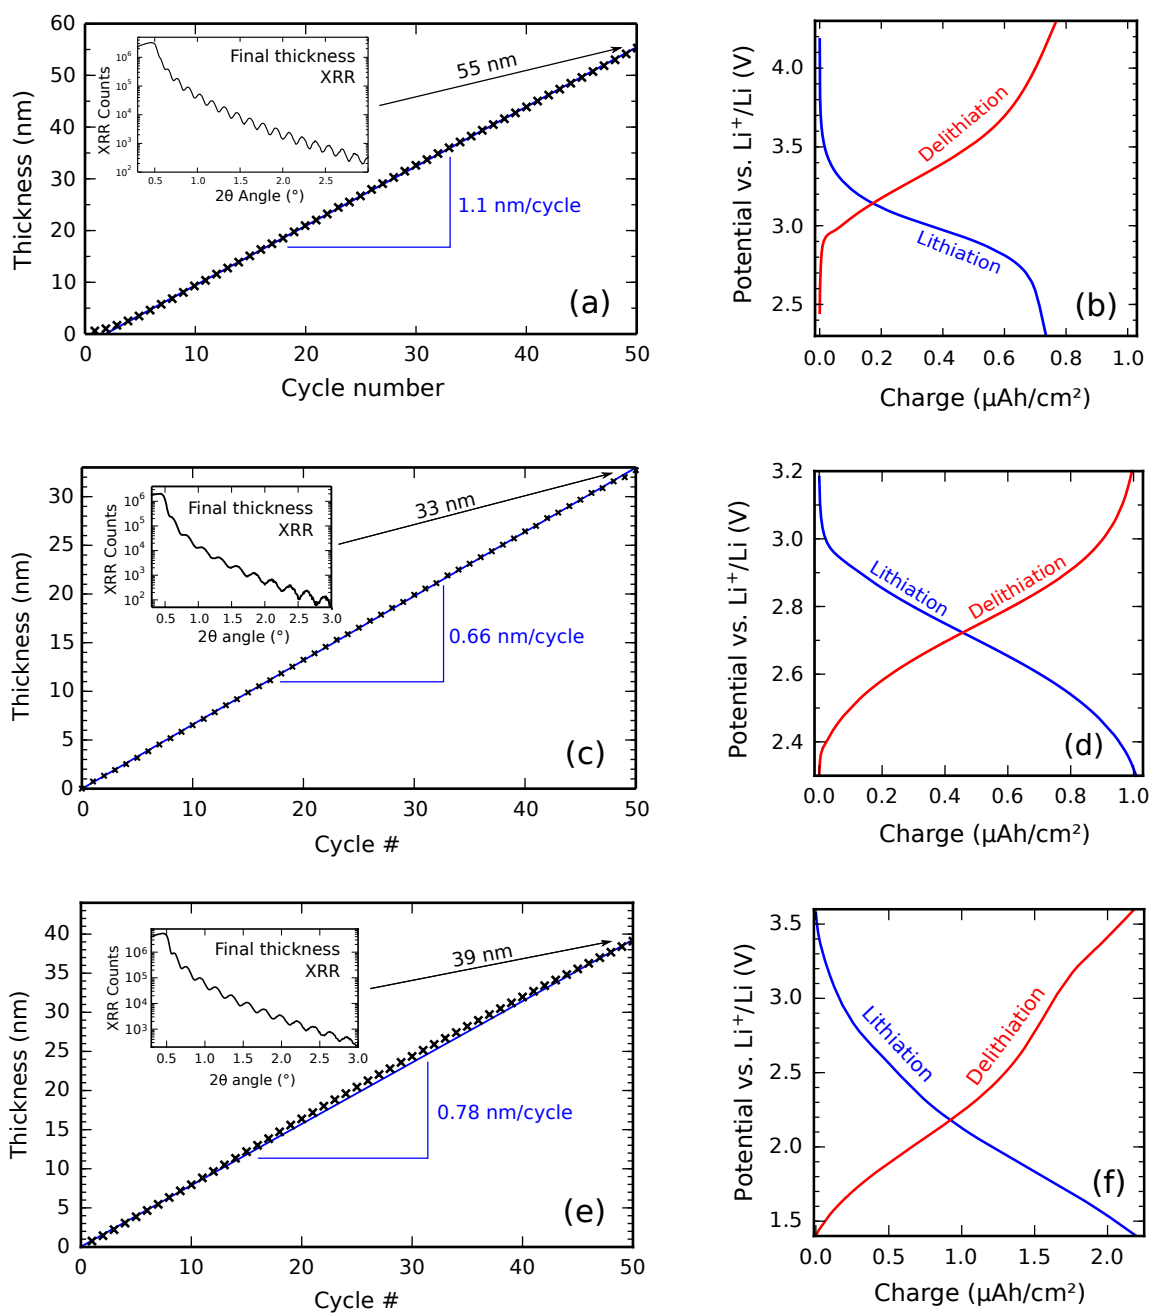 60
50
40
30
20
10
0
Thickness (nm)
0 10 20 30 40 50
Cycle number
10⁶
10⁵
10⁴
10³
10²
XRR Counts
0.5 1.0 1.5 2.0 2.5
2θ Angle (°)
Final thickness
XRR
55 nm
1.1 nm/cycle
(a)
4.0
3.5
3.0
2.5
Potential vs. Li⁺/Li (V)
0.0 0.2 0.4 0.6 0.8 1.0
Charge (µAh/cm²)
Delithiation
Lithiation
(b)
30
25
20
15
10
5
0
Thickness (nm)
0 10 20 30 40 50
Cycle #
10⁶
10⁵
10⁴
10³
10²
XRR Counts
0.5 1.0 1.5 2.0 2.5 3.0
2θ angle (°)
Final thickness
XRR
33 nm
0.66 nm/cycle
(c)
3.2
3.0
2.8
2.6
2.4
Potential vs. Li⁺/Li (V)
0.0 0.2 0.4 0.6 0.8 1.0
Charge (µAh/cm²)
Lithiation
Delithiation
(d)
40
35
30
25
20
15
10
5
0
Thickness (nm)
0 10 20 30 40 50
Cycle #
10⁶
10⁵
10⁴
10³
XRR Counts
0.5 1.0 1.5 2.0 2.5 3.0
2θ angle (°)
Final thickness
XRR
39 nm
0.78 nm/cycle
(e)
3.5
3.0
2.5
2.0
1.5
Potential vs. Li⁺/Li (V)
0.0 0.5 1.0 1.5 2.0
Charge (µAh/cm²)
Lithiation
Delithiation
(f)